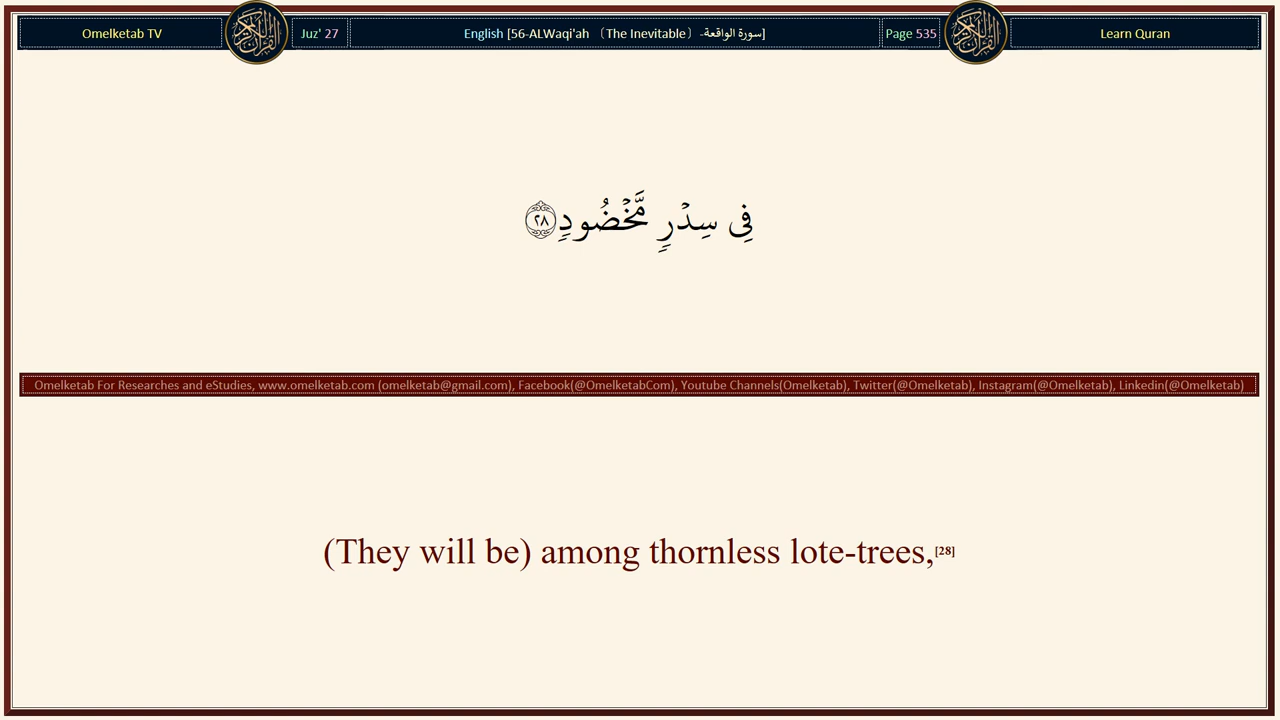 Omelketab TV
Juz' 27
English [56-ALWaqi'ah 〔The Inevitable〕 -سورة الواقعة]
Page 535
Learn Quran
فِي سِدۡرٖ مَّخۡضُودٖ ٢٨
Omelketab For Researches and eStudies, www.omelketab.com (omelketab@gmail.com), Facebook(@OmelketabCom), Youtube Channels(Omelketab), Twitter(@Omelketab), Instagram(@Omelketab), Linkedin(@Omelketab)
(They will be) among thornless lote-trees,[28]